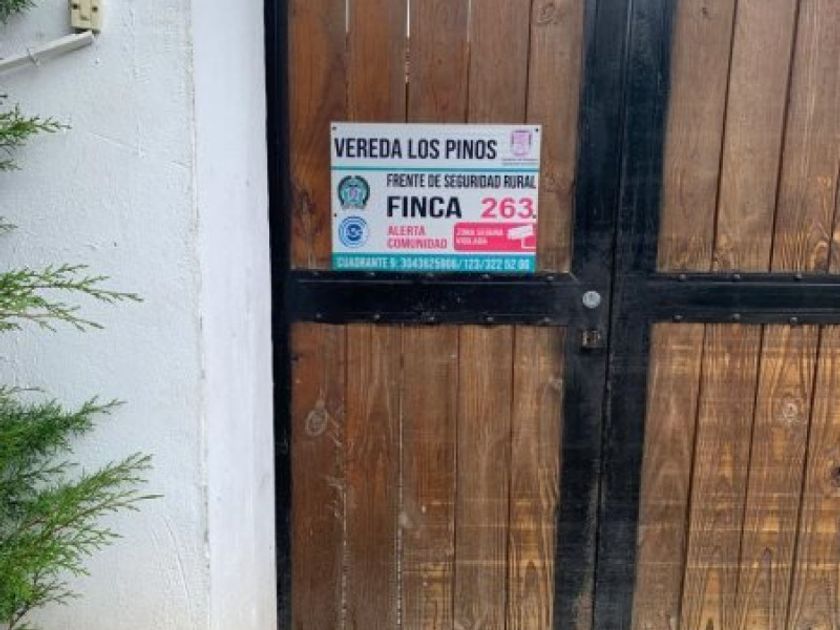 VEREDA LOS PINOS
FRENTE DE SEGURIDAD RURAL
FINCA 263
ALERTA
COMUNIDAD
ZONA SEGURA
VIGILADA
CUADRANTE 9: 3043625906/123/322 52 00